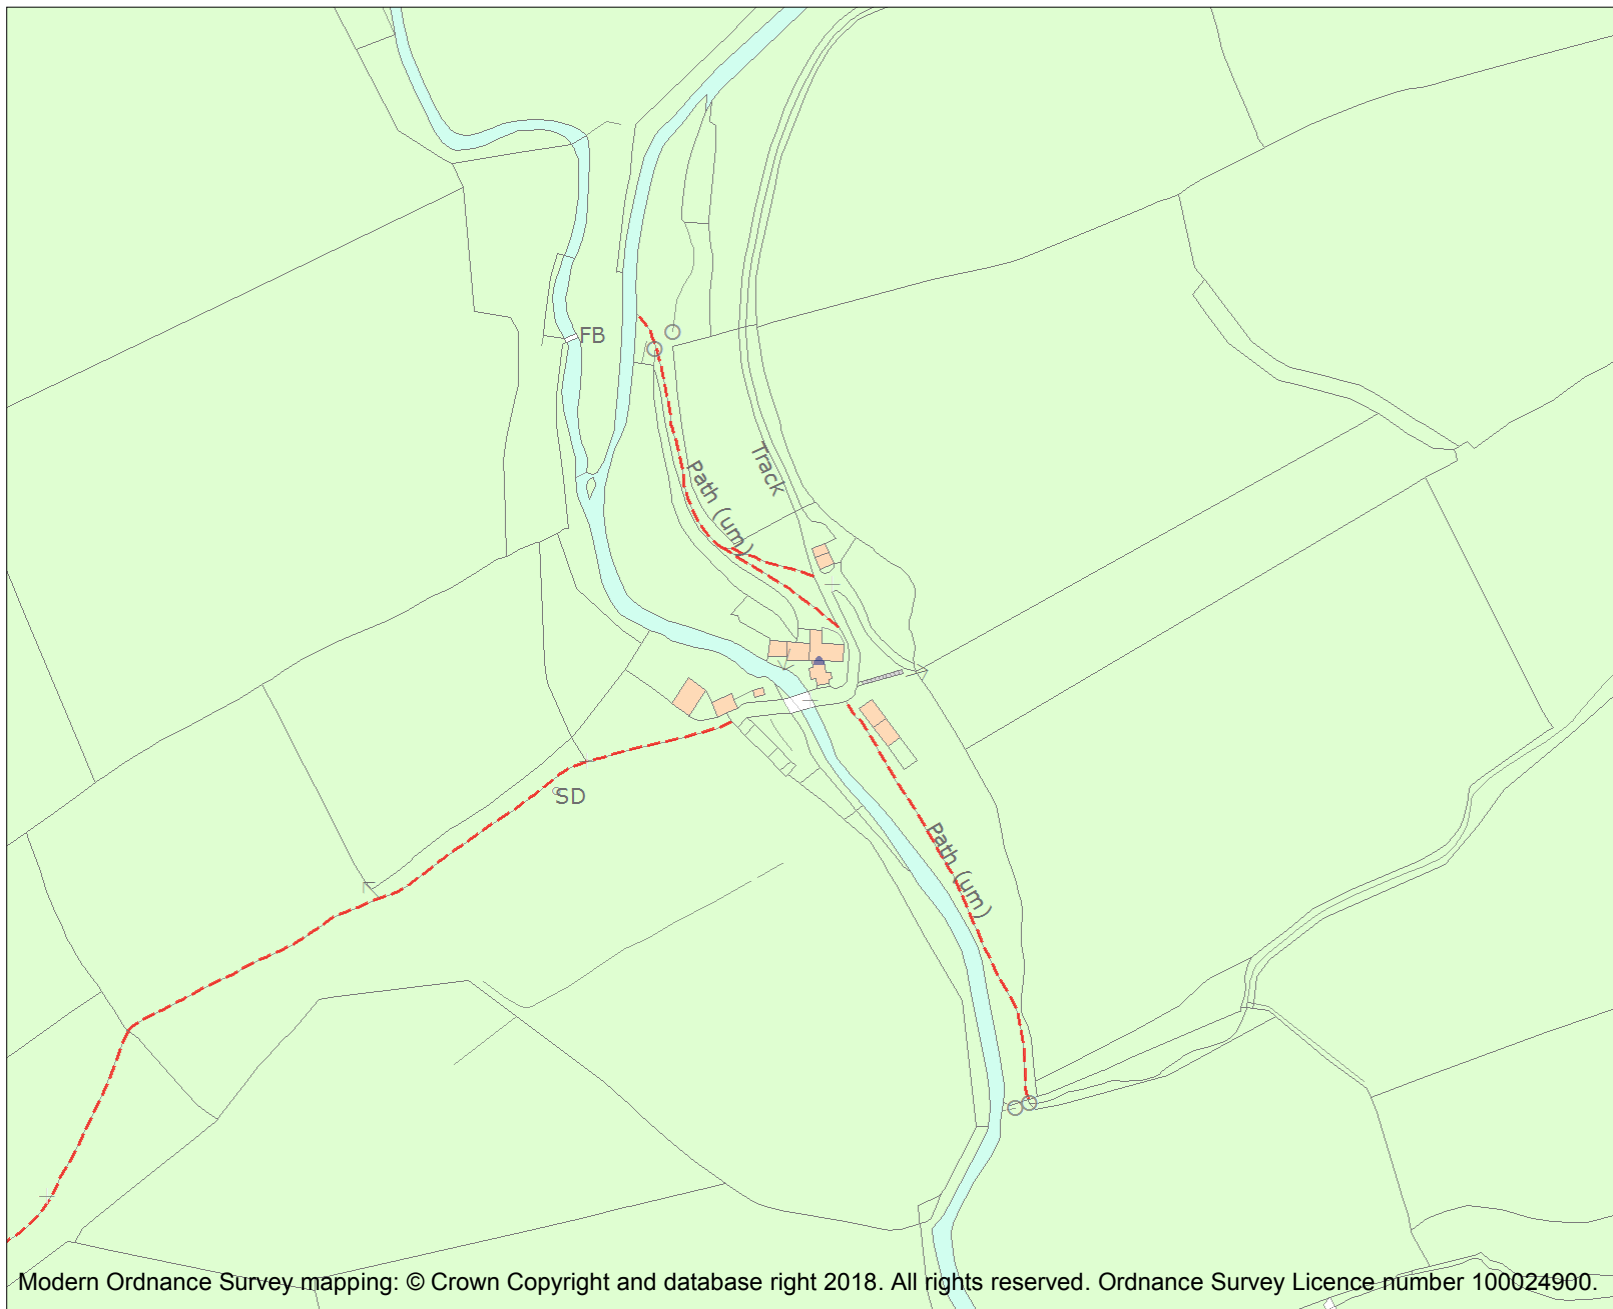 FB
Track
Path (um)
SD
Path (um)
Modern Ordnance Survey mapping: © Crown Copyright and database right 2018. All rights reserved. Ordnance Survey Licence number 100024900.